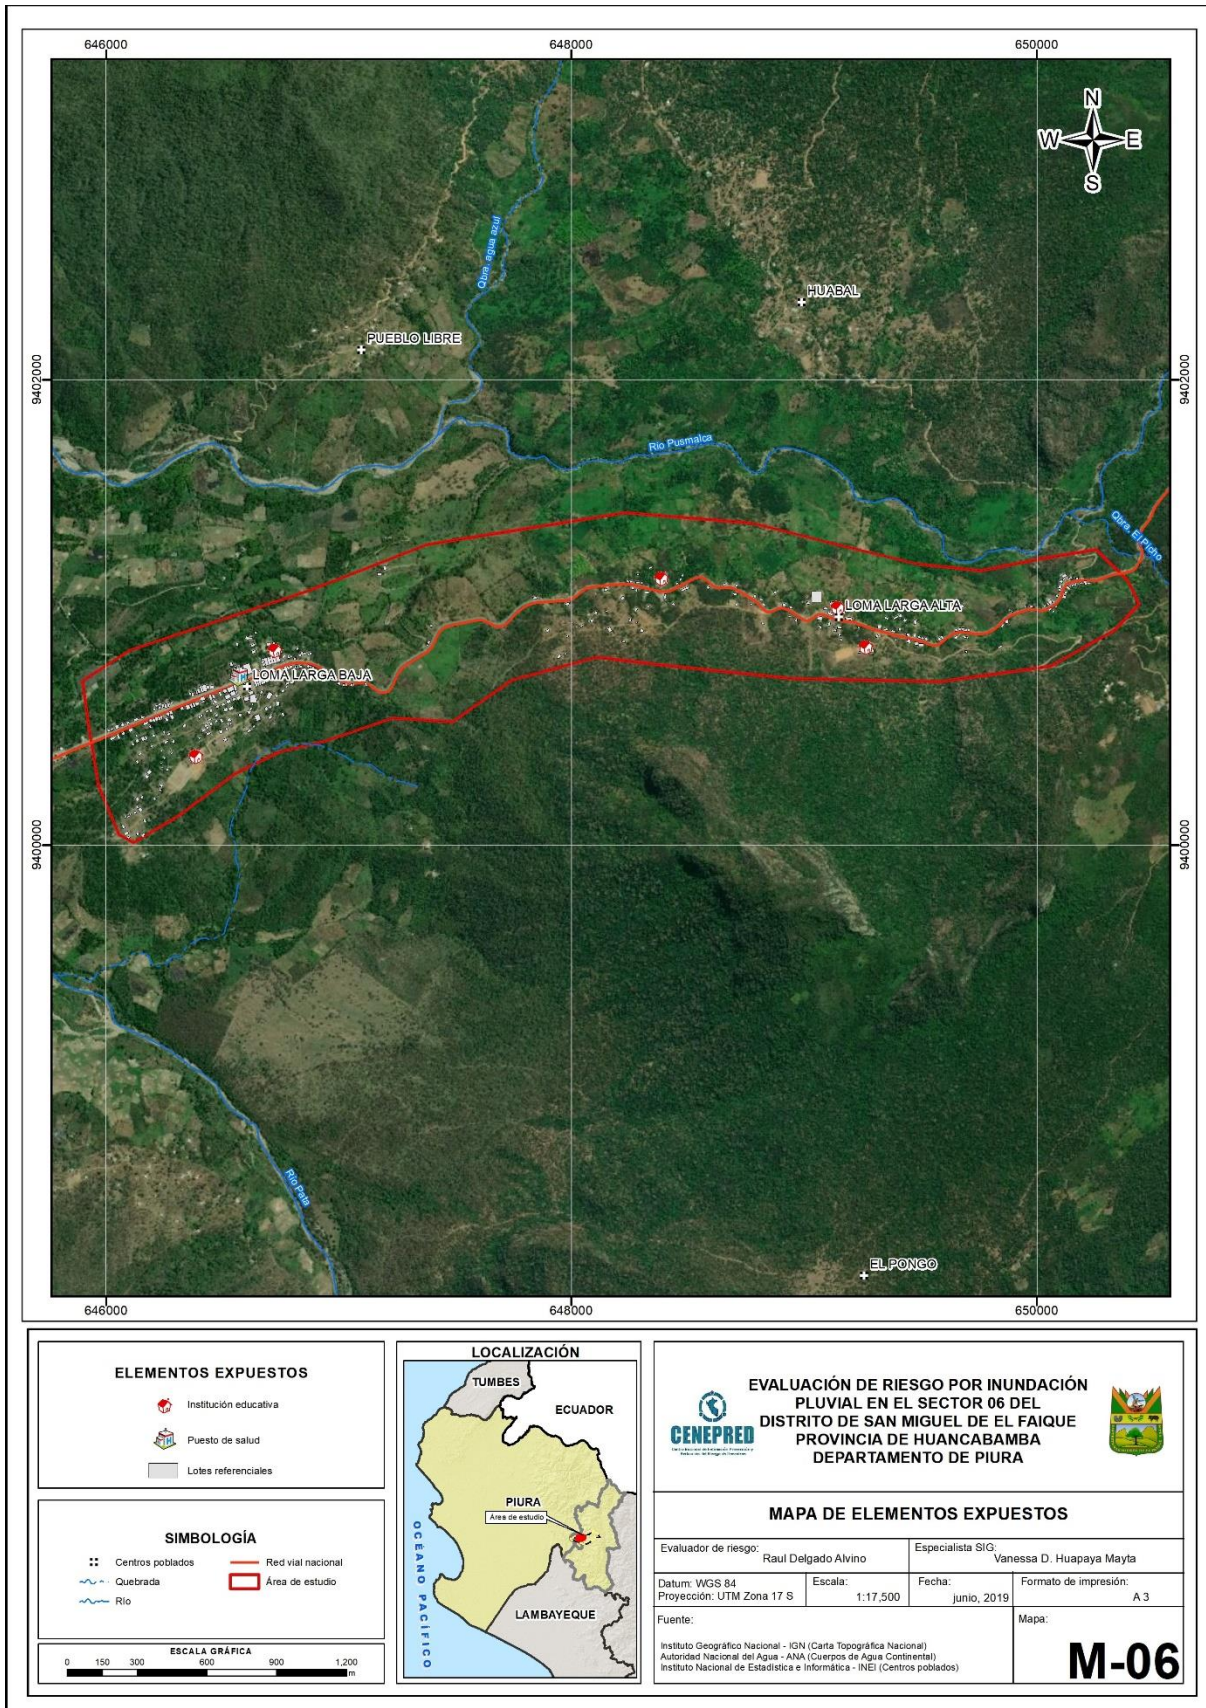 646000
648000
650000
N
W
E
S
Qbra. agua azul
HUABAL
PUEBLO LIBRE
9402000
9402000
Río Pusmalca
Qbra. El Picho
LOMA LARGA ALTA
LOMA LARGA BAJA
9400000
9400000
Río Pata
EL PONGO
646000
648000
650000
ELEMENTOS EXPUESTOS
Institución educativa
Puesto de salud
Lotes referenciales
SIMBOLOGÍA
Centros poblados
Red vial nacional
Quebrada
Área de estudio
Río
ESCALA GRÁFICA
0 150 300 600 900 1,200
m
LOCALIZACIÓN
TUMBES
ECUADOR
PIURA
Área de estudio
OCÉANO PACÍFICO
LAMBAYEQUE
CENEPRED
EVALUACIÓN DE RIESGO POR INUNDACIÓN
PLUVIAL EN EL SECTOR 06 DEL
DISTRITO DE SAN MIGUEL DE EL FAIQUE
PROVINCIA DE HUANCABAMBA
DEPARTAMENTO DE PIURA
MAPA DE ELEMENTOS EXPUESTOS
Evaluador de riesgo:
Raul Delgado Alvino
Especialista SIG:
Vanessa D. Huapaya Mayta
Datum: WGS 84
Proyección: UTM Zona 17 S
Escala:
1:17,500
Fecha:
junio, 2019
Formato de impresión:
A 3
Fuente:
Instituto Geográfico Nacional - IGN (Carta Topográfica Nacional)
Autoridad Nacional del Agua - ANA (Cuerpos de Agua Continental)
Instituto Nacional de Estadística e Informática - INEI (Centros poblados)
Mapa:
M-06